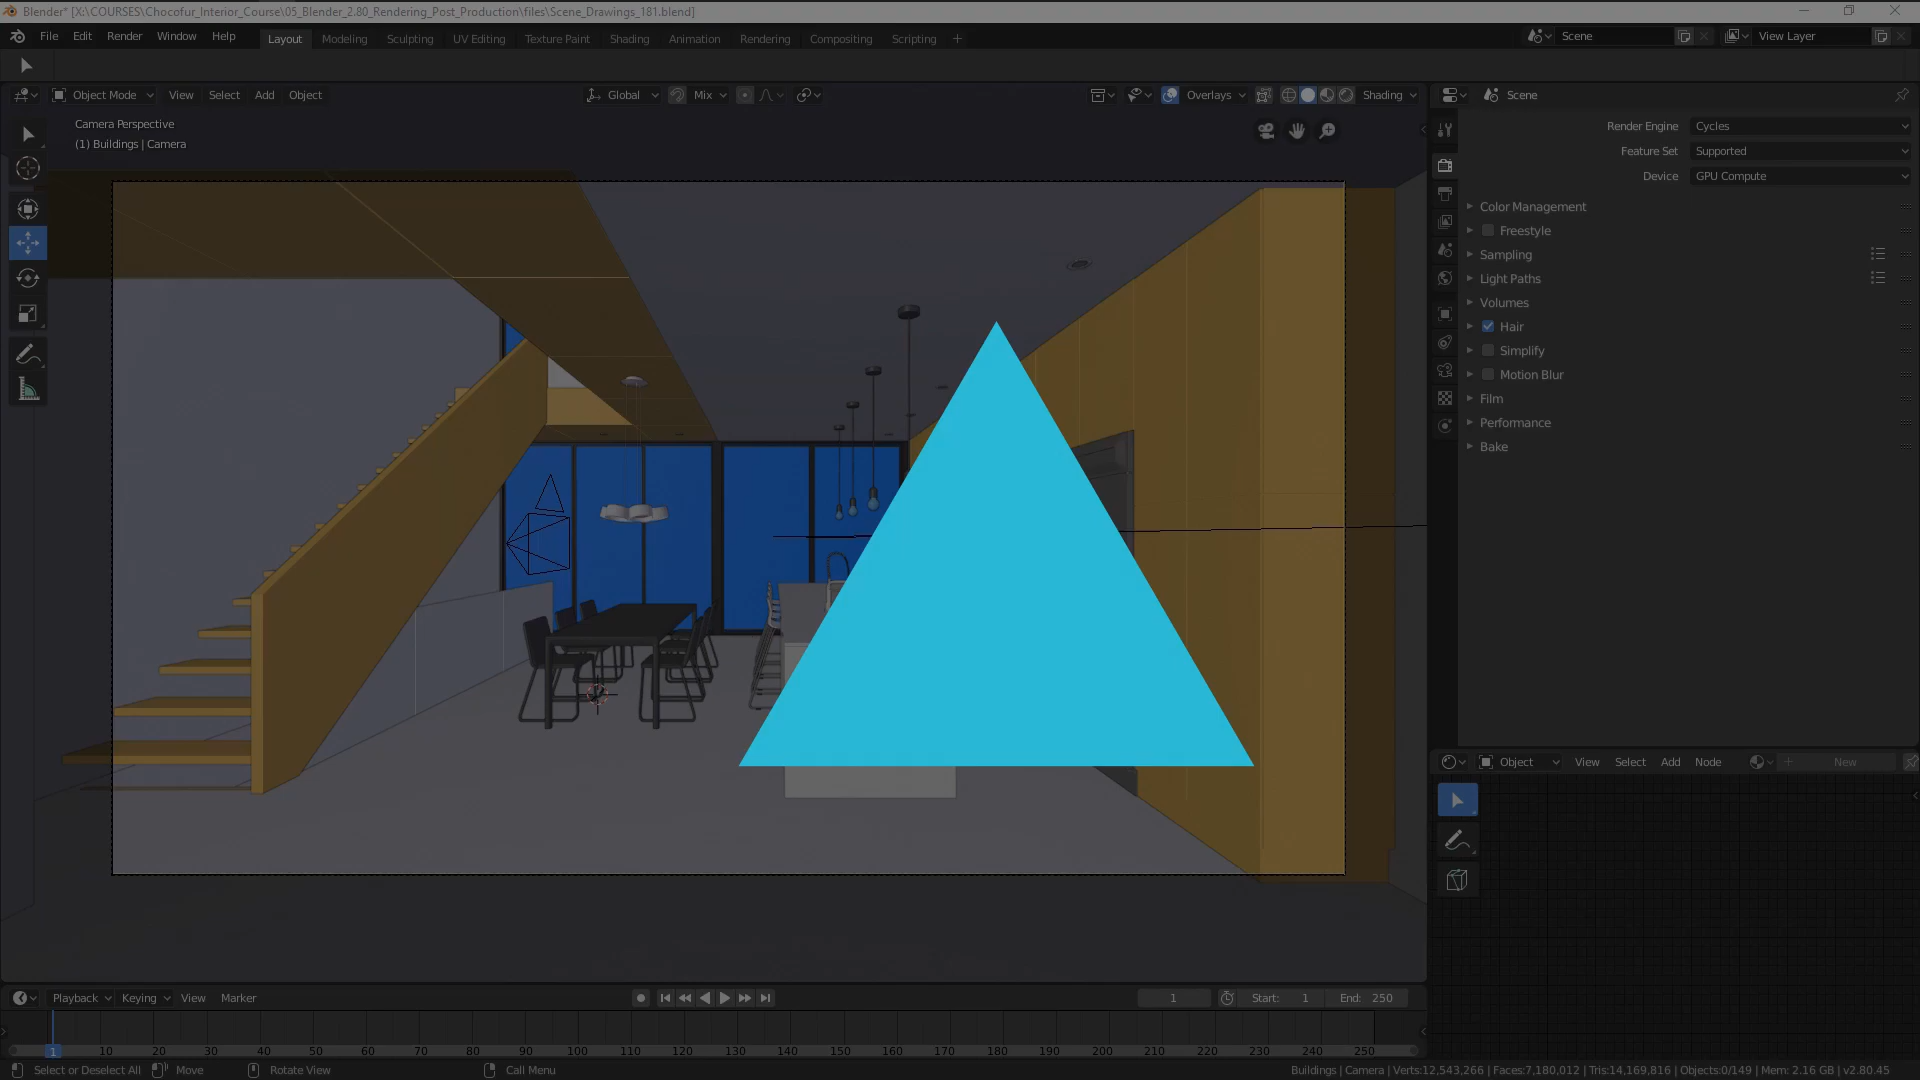 Blender* [X:\COURSES\Chocofur_Interior_Course\05_Blender_2.80_Rendering_Post_Production\files\Scene_Drawings_181.blend]
File Edit Render Window Help Layout Modeling Sculpting UV Editing Texture Paint Shading Animation Rendering Compositing Scripting + Scene View Layer
Object Mode View Select Add Object Global Mix Overlays Shading Scene
Camera Perspective
(1) Buildings | Camera
Render Engine Cycles
Feature Set Supported
Device GPU Compute
Color Management
Freestyle
Sampling
Light Paths
Volumes
Hair
Simplify
Motion Blur
Film
Performance
Bake
Object View Select Add Node New
Playback Keying View Marker 1 Start: 1 End: 250
1 10 20 30 40 50 60 70 80 90 100 110 120 130 140 150 160 170 180 190 200 210 220 230 240 250
Select or Deselect All Move Rotate View Call Menu Buildings | Camera | Verts:12,543,266 | Faces:7,180,012 | Tris:14,169,816 | Objects:0/149 | Mem: 2.16 GB | v2.80.45